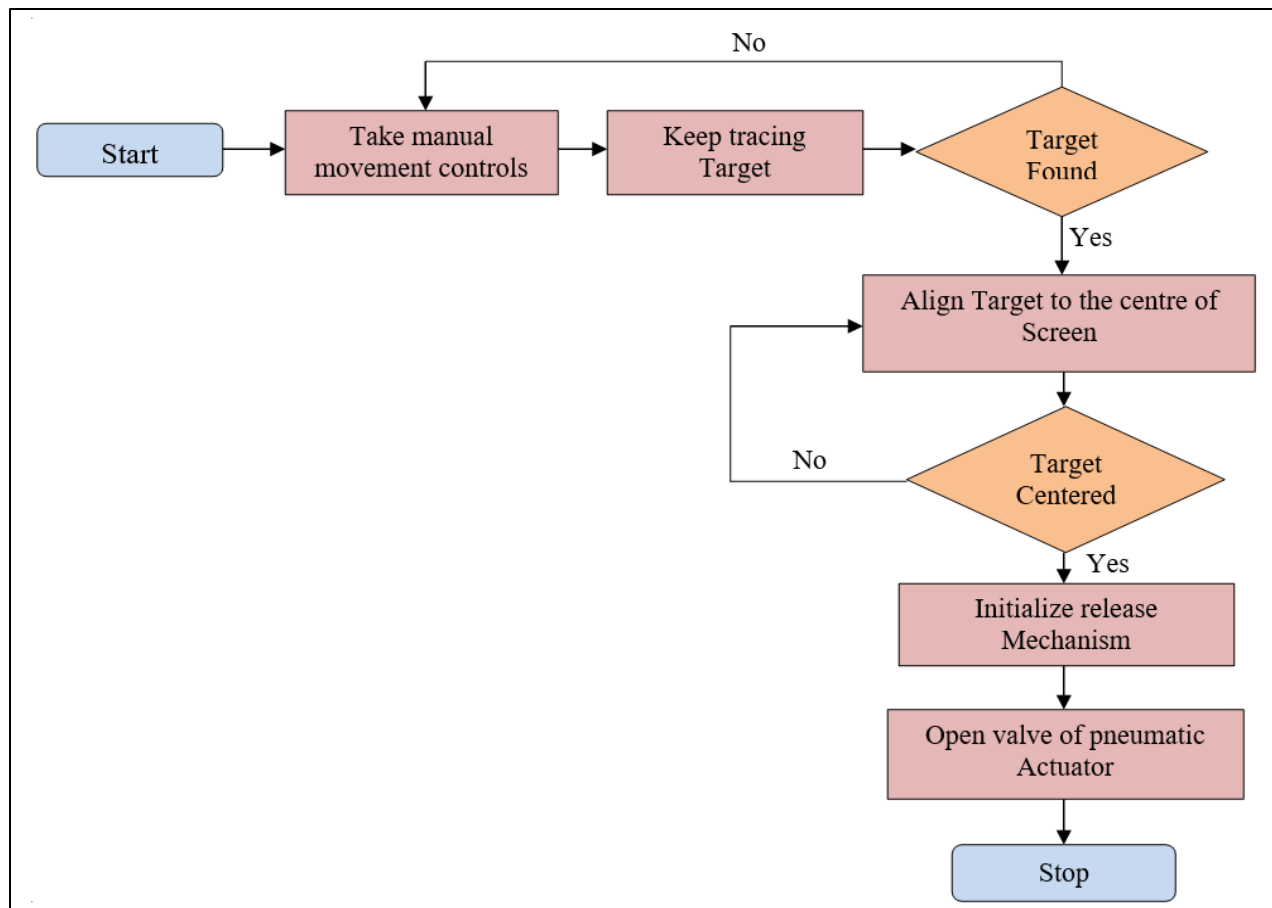 No
Start
Take manual
movement controls
Keep tracing
Target
Target
Found
Yes
Align Target to the centre of
Screen
No
Target
Centered
Yes
Initialize release
Mechanism
Open valve of pneumatic
Actuator
Stop